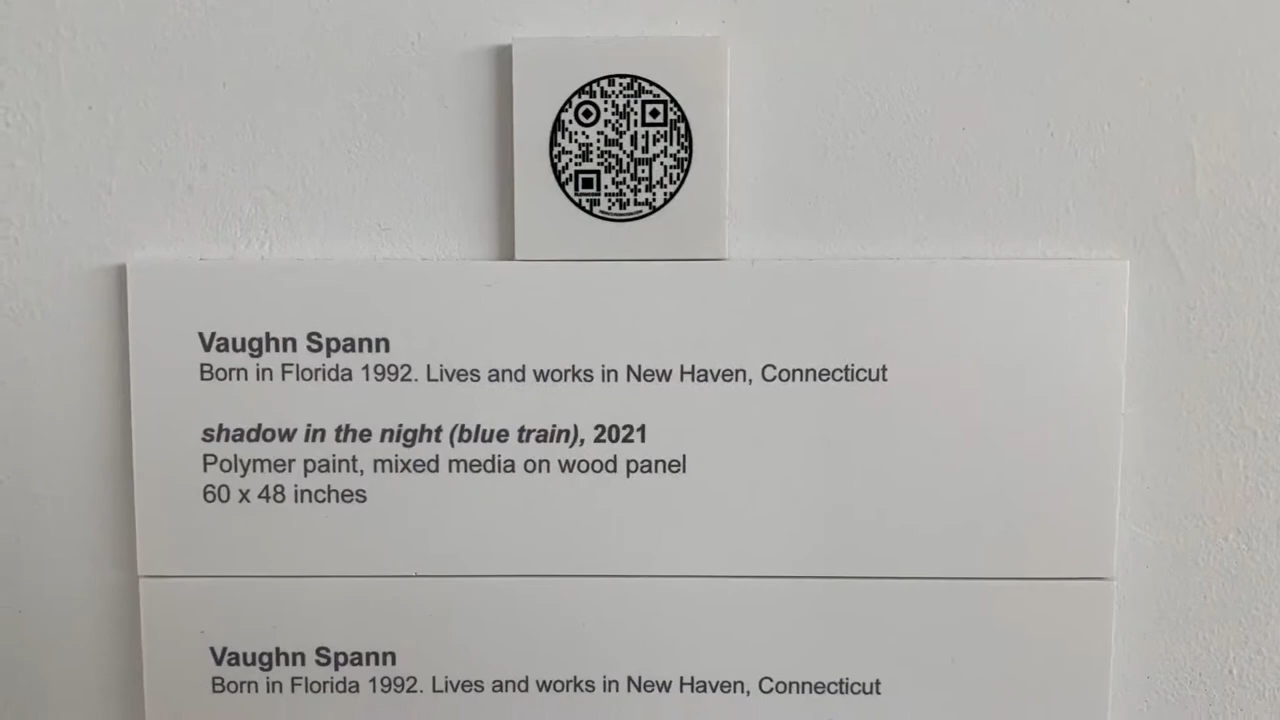 Vaughn Spann
Born in Florida 1992. Lives and works in New Haven, Connecticut
shadow in the night (blue train), 2021
Polymer paint, mixed media on wood panel
60 x 48 inches
Vaughn Spann
Born in Florida 1992. Lives and works in New Haven, Connecticut